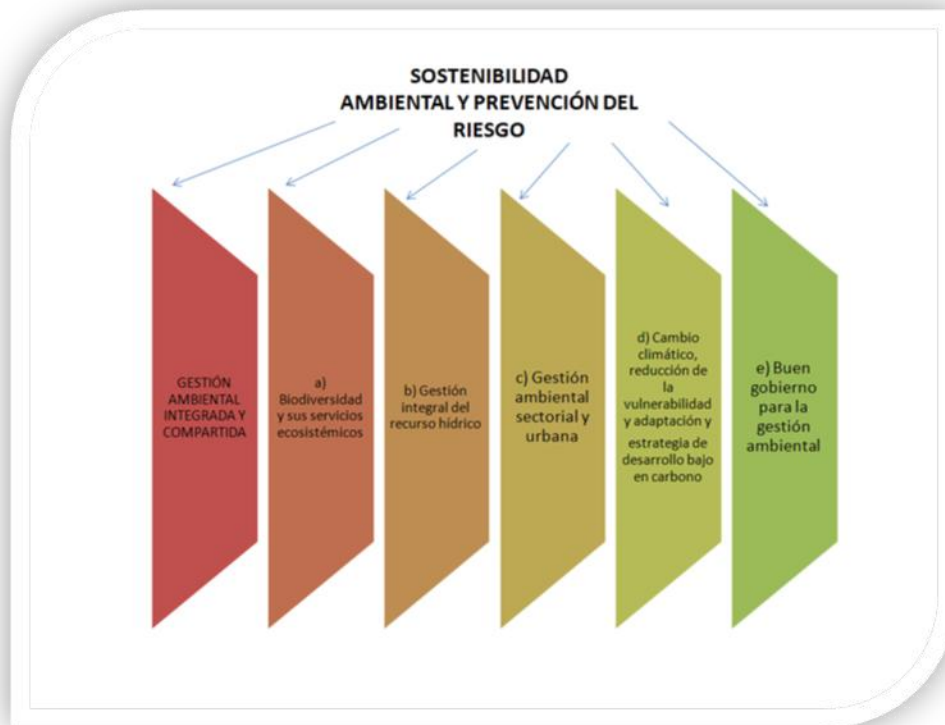 SOSTENIBILIDAD
AMBIENTAL Y PREVENCIÓN DEL
RIESGO
GESTIÓN
AMBIENTAL
INTEGRADA Y
COMPARTIDA
a)
Biodiversidad
y sus servicios
ecosistémicos
b) Gestión
integral del
recurso hídrico
c) Gestión
ambiental
sectorial y
urbana
d) Cambio
climático,
reducción de
la
vulnerabilidad
y adaptación y
estrategia de
desarrollo bajo
en carbono
e) Buen
gobierno
para la
gestión
ambiental